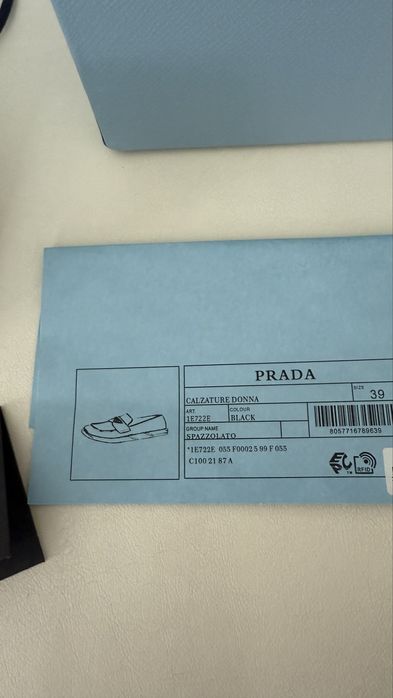 PRADA
CALZATURE DONNA
SIZE 39
ART.
1E722E
COLOUR
BLACK
GROUP NAME
SPAZZOLATO
8057716789639
*1E722E 055 F0002 5 99 F 055
C100 21 87 A
EPC™
RFID